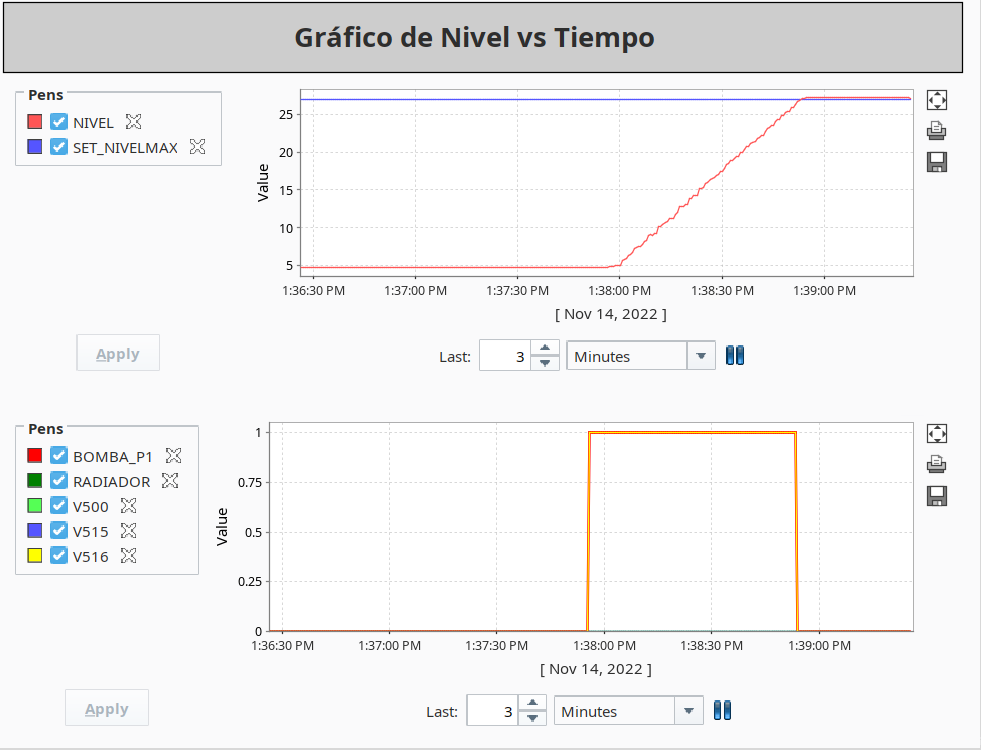 Gráfico de Nivel vs Tiempo
Pens
NIVEL
SET_NIVELMAX
Value
25
20
15
10
5
1:36:30 PM 1:37:00 PM 1:37:30 PM 1:38:00 PM 1:38:30 PM 1:39:00 PM
[ Nov 14, 2022 ]
Apply
Last: 3 Minutes
Pens
BOMBA_P1
RADIADOR
V500
V515
V516
Value
1
0.75
0.5
0.25
0
1:36:30 PM 1:37:00 PM 1:37:30 PM 1:38:00 PM 1:38:30 PM 1:39:00 PM
[ Nov 14, 2022 ]
Apply
Last: 3 Minutes